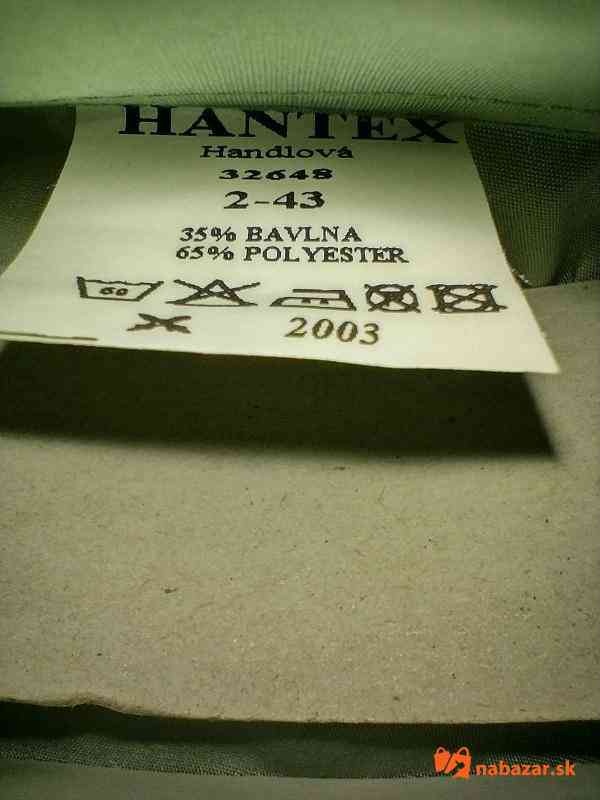 HANTEX
Handlová
32648
2-43
35% BAVLNA
65% POLYESTER
60
2003
nabazar.sk